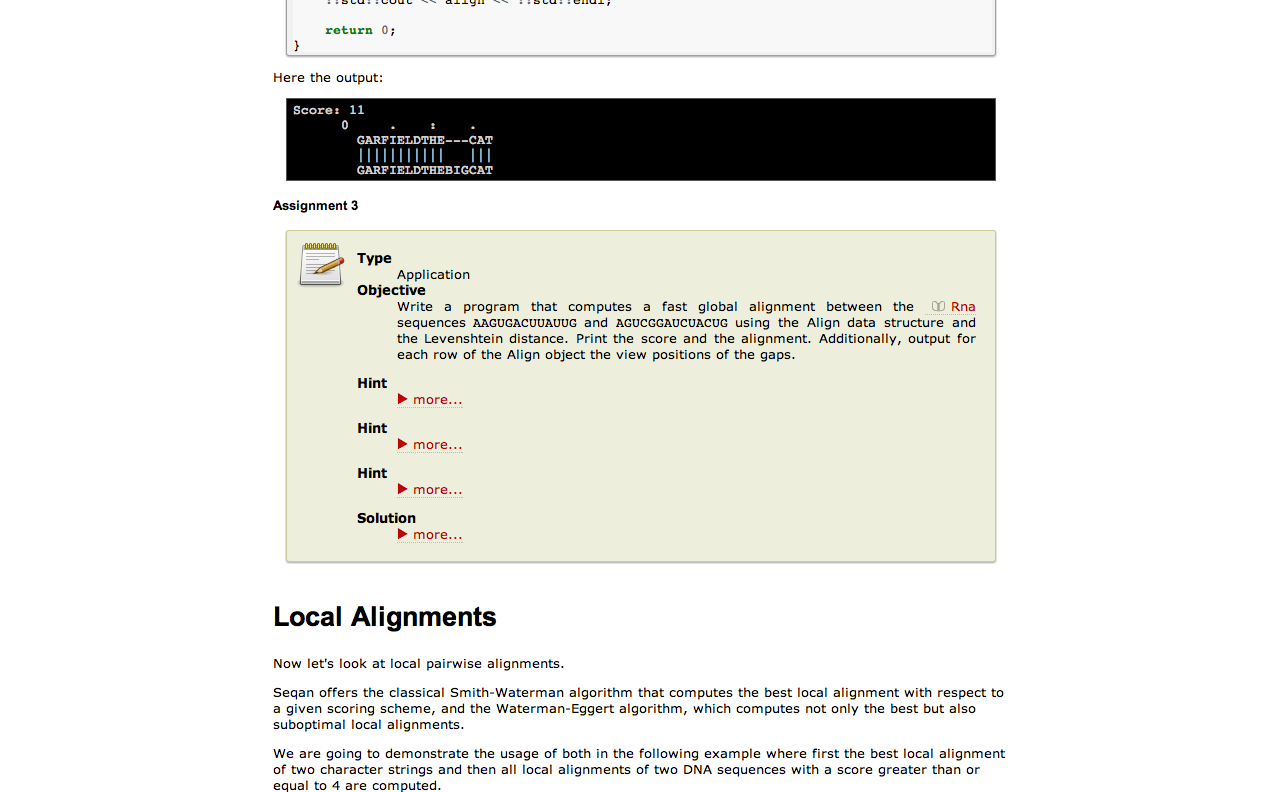 ::std::cout << align << ::std::endl;
return 0;
}
Here the output:
Score: 11
0     .    :    .
GARFIELDTHE---CAT
|||||||||||   |||
GARFIELDTHEBIGCAT
Assignment 3
Type
Application
Objective
Write a program that computes a fast global alignment between the Rna
sequences AAGUGACUUAUUG and AGUCGGAUCUACUG using the Align data structure and
the Levenshtein distance. Print the score and the alignment. Additionally, output for
each row of the Align object the view positions of the gaps.
Hint
more...
Hint
more...
Hint
more...
Solution
more...
Local Alignments
Now let's look at local pairwise alignments.
Seqan offers the classical Smith-Waterman algorithm that computes the best local alignment with respect to
a given scoring scheme, and the Waterman-Eggert algorithm, which computes not only the best but also
suboptimal local alignments.
We are going to demonstrate the usage of both in the following example where first the best local alignment
of two character strings and then all local alignments of two DNA sequences with a score greater than or
equal to 4 are computed.